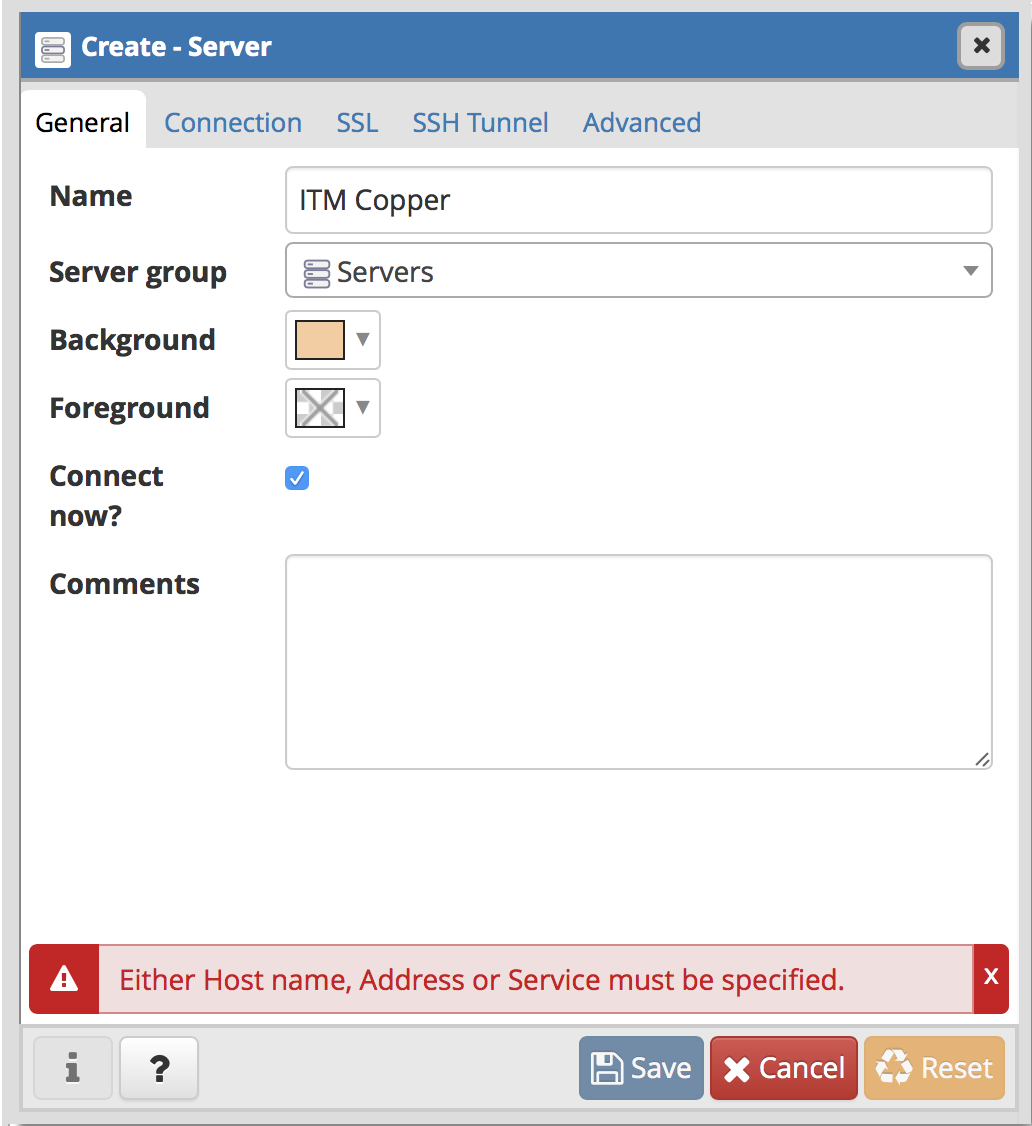 Create - Server
General Connection SSL SSH Tunnel Advanced
Name ITM Copper
Server group Servers
Background
Foreground
Connect
now?
Comments
Either Host name, Address or Service must be specified. X
i ? Save Cancel Reset